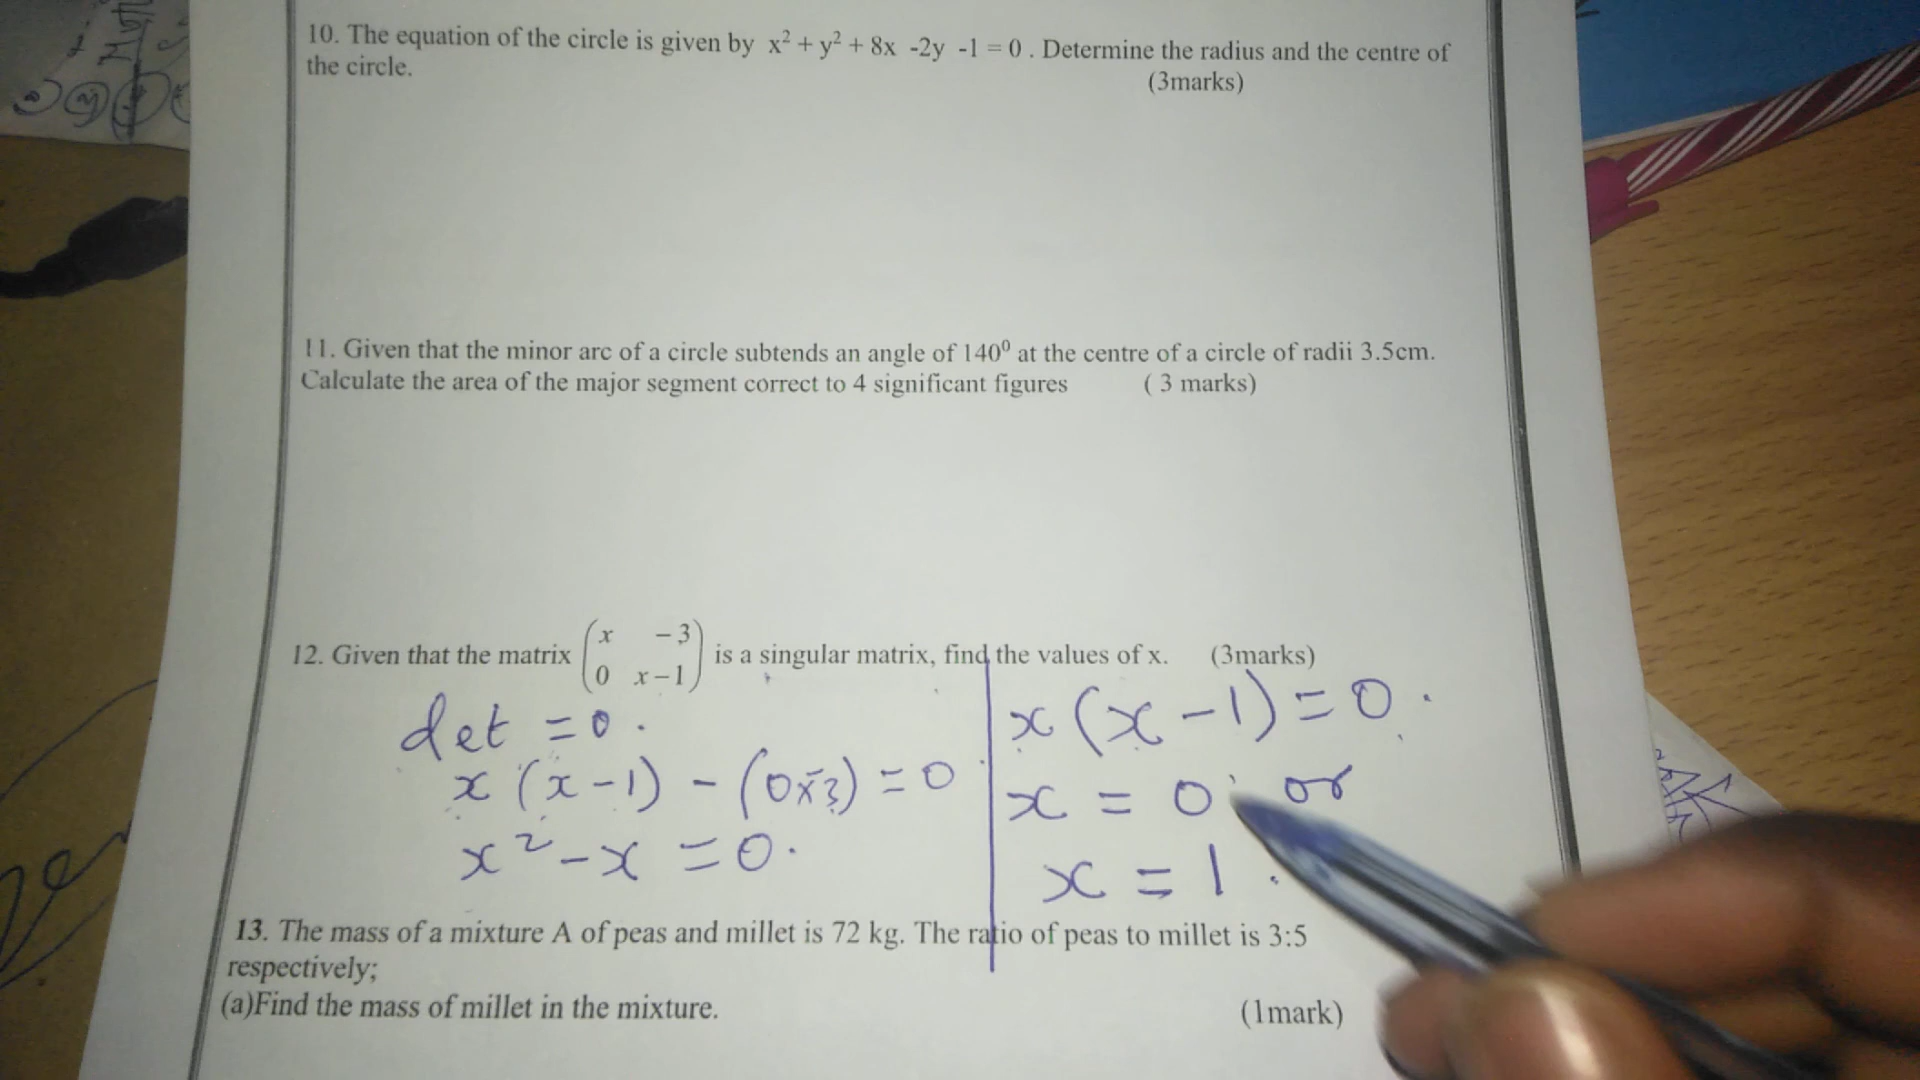 10. The equation of the circle is given by x² + y² + 8x -2y -1 = 0 . Determine the radius and the centre of
the circle. (3marks)
11. Given that the minor arc of a circle subtends an angle of 140⁰ at the centre of a circle of radii 3.5cm.
Calculate the area of the major segment correct to 4 significant figures ( 3 marks)
12. Given that the matrix (x −3; 0 x−1) is a singular matrix, find the values of x. (3marks)
det = 0.
x (x-1) - (0x-3) = 0
x² - x = 0.
x (x - 1) = 0.
x = 0 or
x = 1
13. The mass of a mixture A of peas and millet is 72 kg. The ratio of peas to millet is 3:5
respectively;
(a)Find the mass of millet in the mixture. (1mark)